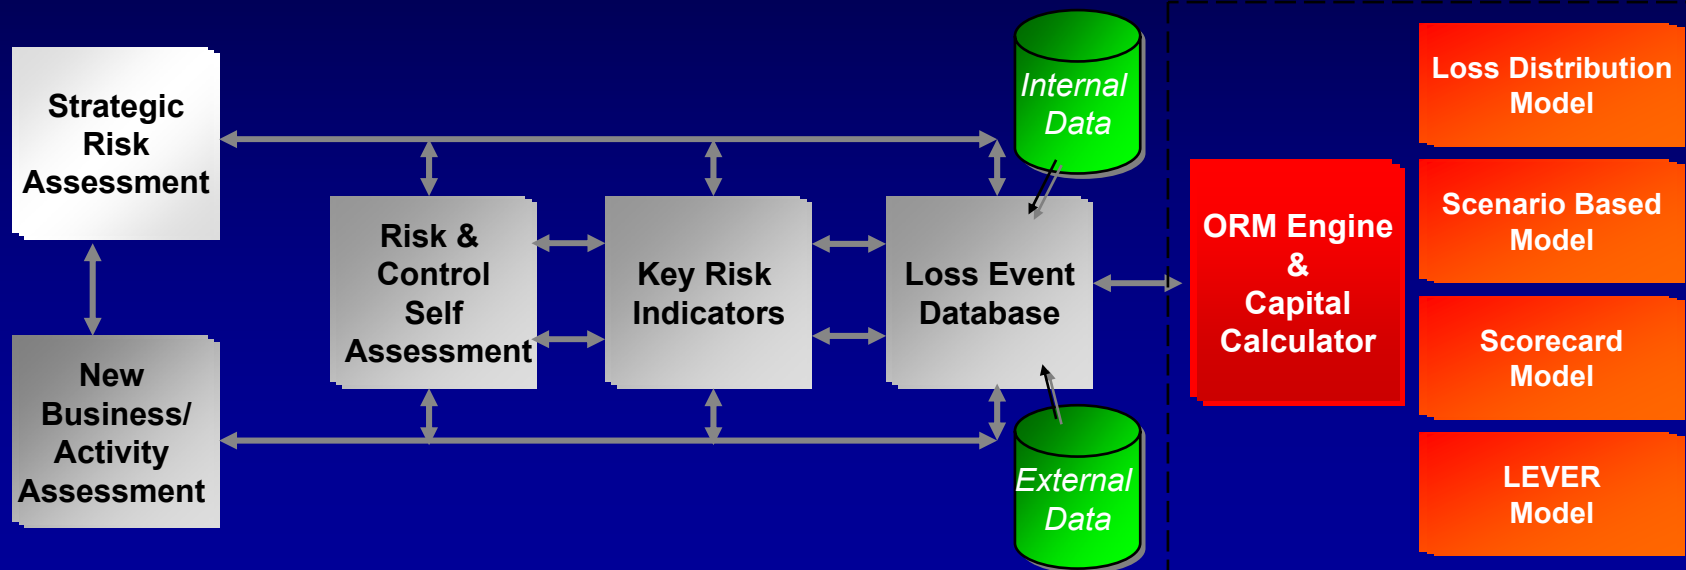 Strategic
Risk
Assessment
New
Business/
Activity
Assessment
Risk &
Control
Self
Assessment
Key Risk
Indicators
Internal
Data
Loss Event
Database
External
Data
ORM Engine
&
Capital
Calculator
Loss Distribution
Model
Scenario Based
Model
Scorecard
Model
LEVER
Model